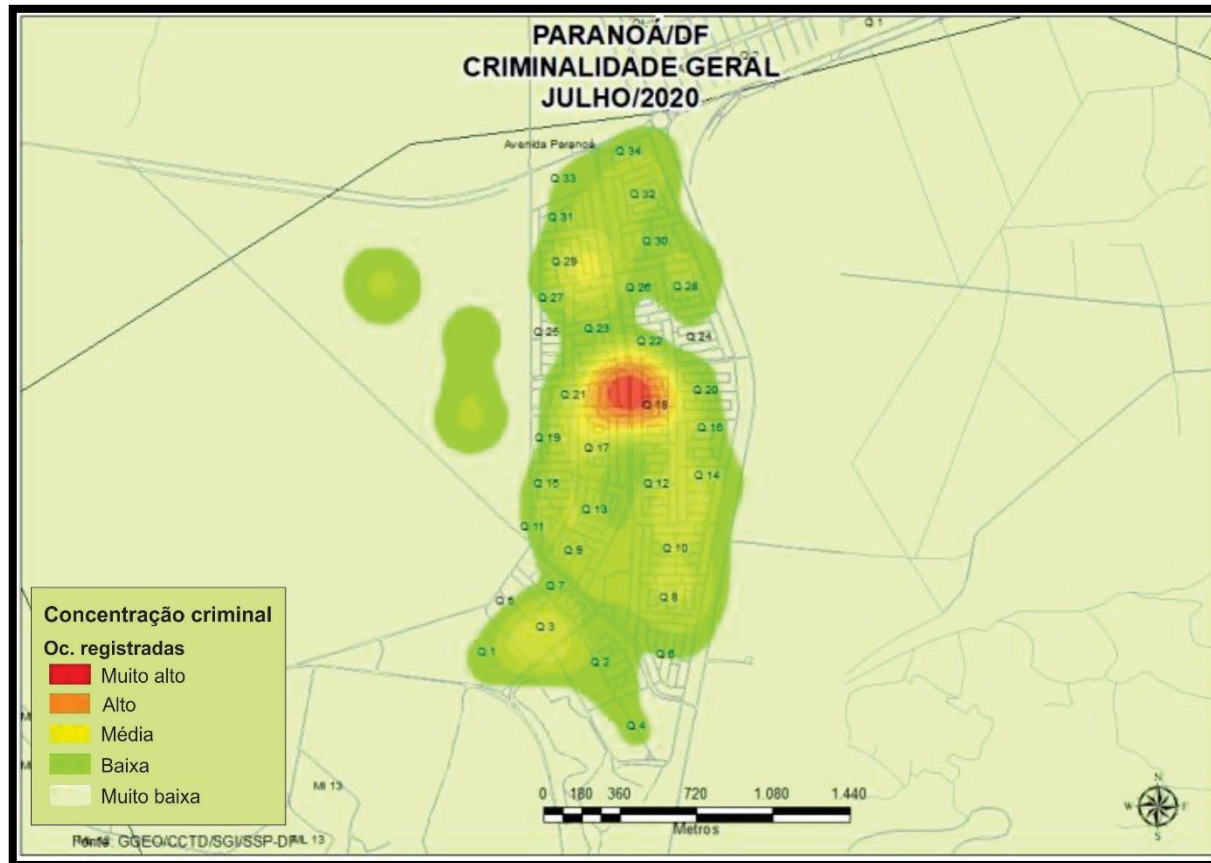 PARANOÁ/DF
CRIMINALIDADE GERAL
JULHO/2020
Q 1
Avenida Paranoá
Q 34
Q 33
Q 32
Q 31
Q 30
Q 29
Q 28
Q 26
Q 27
Q 25
Q 23
Q 24
Q 22
Q 21
Q 20
Q 18
Q 16
Q 19
Q 17
Q 15
Q 14
Q 12
Q 13
Q 11
Q 9
Q 10
Q 7
Q 8
Q 3
Q 1
Q 2
Q 6
Q 4
Concentração criminal
Oc. registradas
Muito alto
Alto
Média
Baixa
Muito baixa
MI 13
0 180 360 720 1.080 1.440
Metros
N
W
E
S
GGEO/CCTD/SGI/SSP-DF